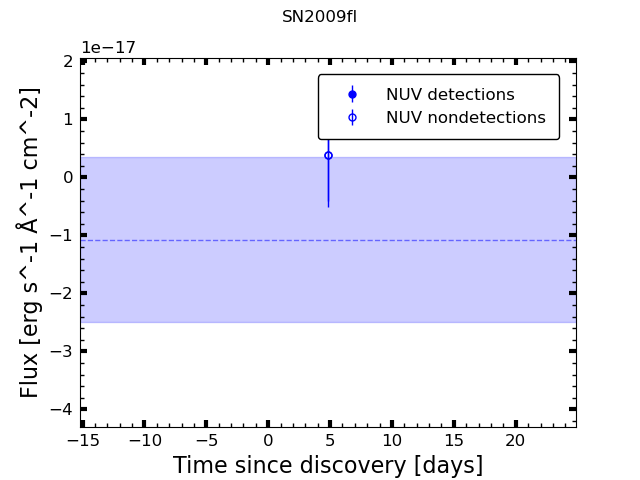 SN2009fl
1e−17
2
1
0
−1
−2
−3
−4
Flux [erg s^-1 Å^-1 cm^-2]
NUV detections
NUV nondetections
−15 −10 −5 0 5 10 15 20
Time since discovery [days]